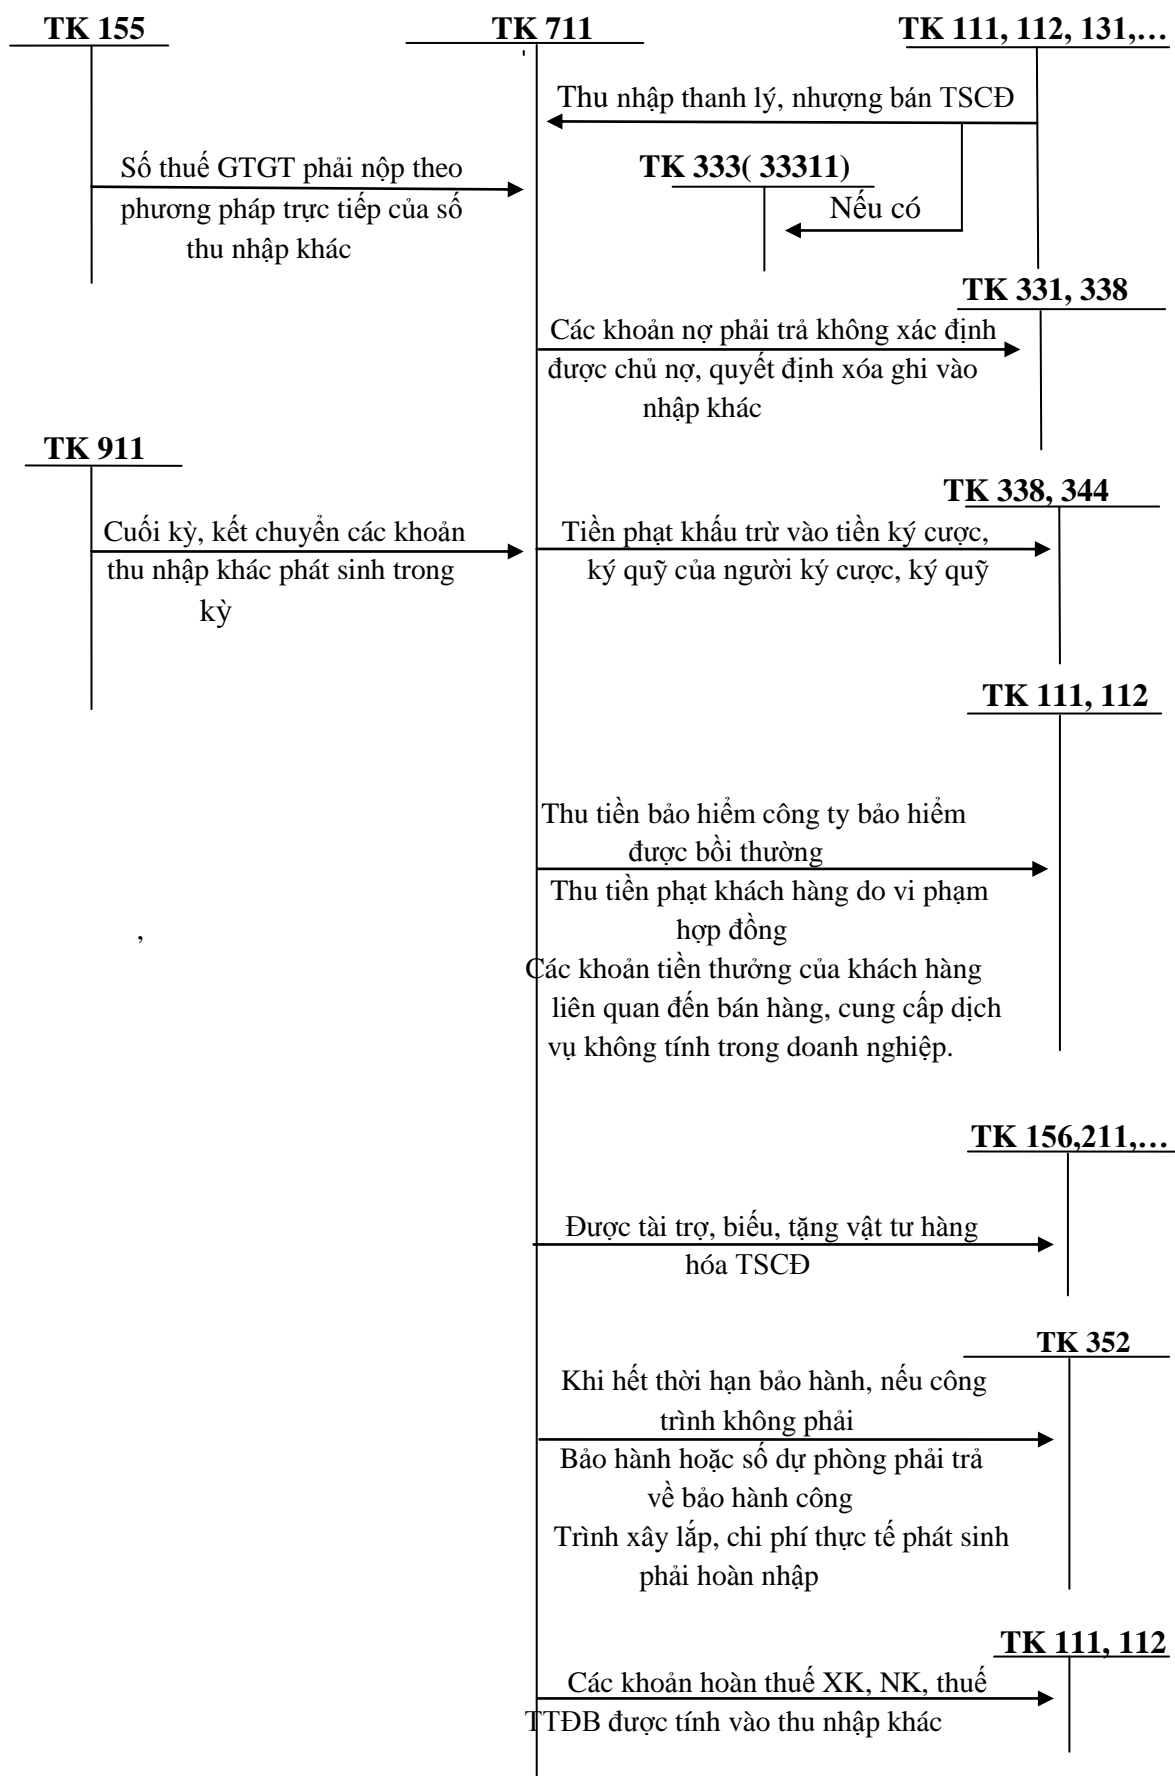 TK 155
TK 711
TK 111, 112, 131,…
Thu nhập thanh lý, nhượng bán TSCĐ
Số thuế GTGT phải nộp theo
phương pháp trực tiếp của số
thu nhập khác
TK 333( 33311)
Nếu có
TK 331, 338
Các khoản nợ phải trả không xác định
được chủ nợ, quyết định xóa ghi vào
nhập khác
TK 911
Cuối kỳ, kết chuyển các khoản
thu nhập khác phát sinh trong
kỳ
TK 338, 344
Tiền phạt khấu trừ vào tiền ký cược,
ký quỹ của người ký cược, ký quỹ
TK 111, 112
Thu tiền bảo hiểm công ty bảo hiểm
được bồi thường
Thu tiền phạt khách hàng do vi phạm
hợp đồng
,
Các khoản tiền thưởng của khách hàng
liên quan đến bán hàng, cung cấp dịch
vụ không tính trong doanh nghiệp.
TK 156,211,…
Được tài trợ, biếu, tặng vật tư hàng
hóa TSCĐ
TK 352
Khi hết thời hạn bảo hành, nếu công
trình không phải
Bảo hành hoặc số dự phòng phải trả
về bảo hành công
Trình xây lắp, chi phí thực tế phát sinh
phải hoàn nhập
TK 111, 112
Các khoản hoàn thuế XK, NK, thuế
TTĐB được tính vào thu nhập khác